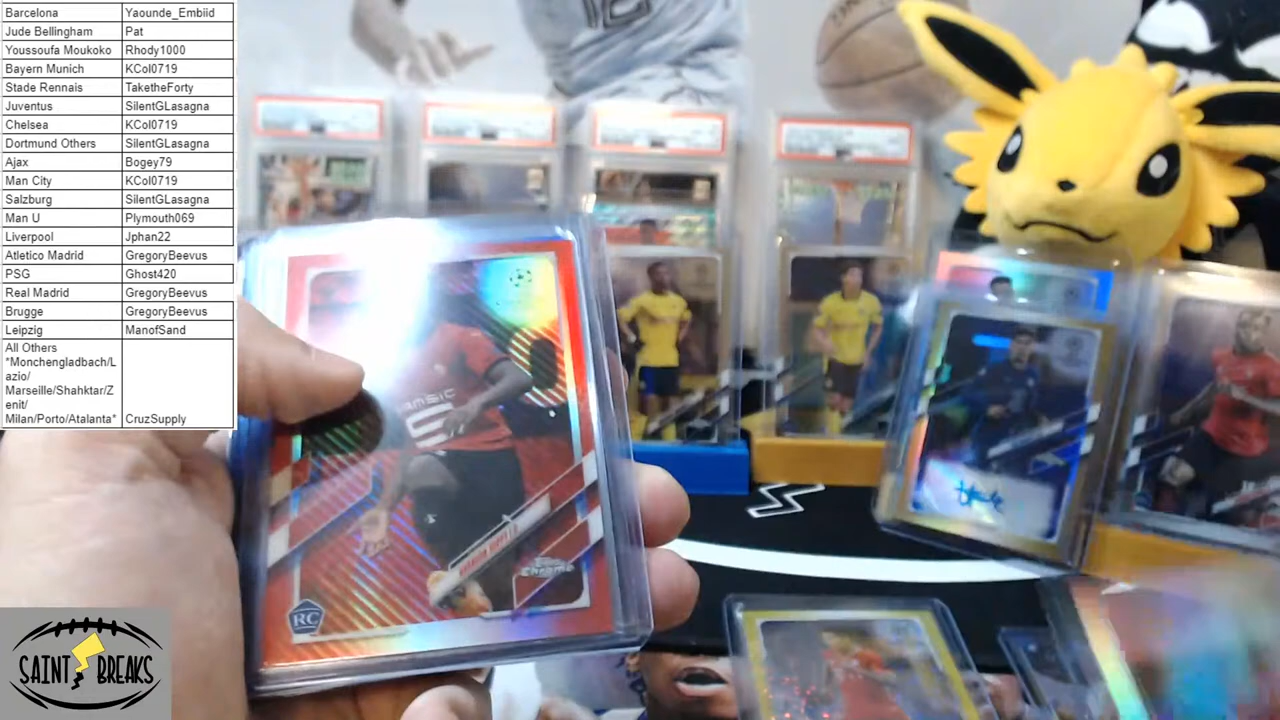 Barcelona Yaounde_Embiid
Jude Bellingham Pat
Youssoufa Moukoko Rhody1000
Bayern Munich KCol0719
Stade Rennais TaketheForty
Juventus SilentGLasagna
Chelsea KCol0719
Dortmund Others SilentGLasagna
Ajax Bogey79
Man City KCol0719
Salzburg SilentGLasagna
Man U Plymouth069
Liverpool Jphan22
Atletico Madrid GregoryBeevus
PSG Ghost420
Real Madrid GregoryBeevus
Brugge GregoryBeevus
Leipzig ManofSand
All Others
*Monchengladbach/L
azio/
Marseille/Shahktar/Z
enit/
Milan/Porto/Atalanta* CruzSupply
Chrome
RC
SAINT BREAKS